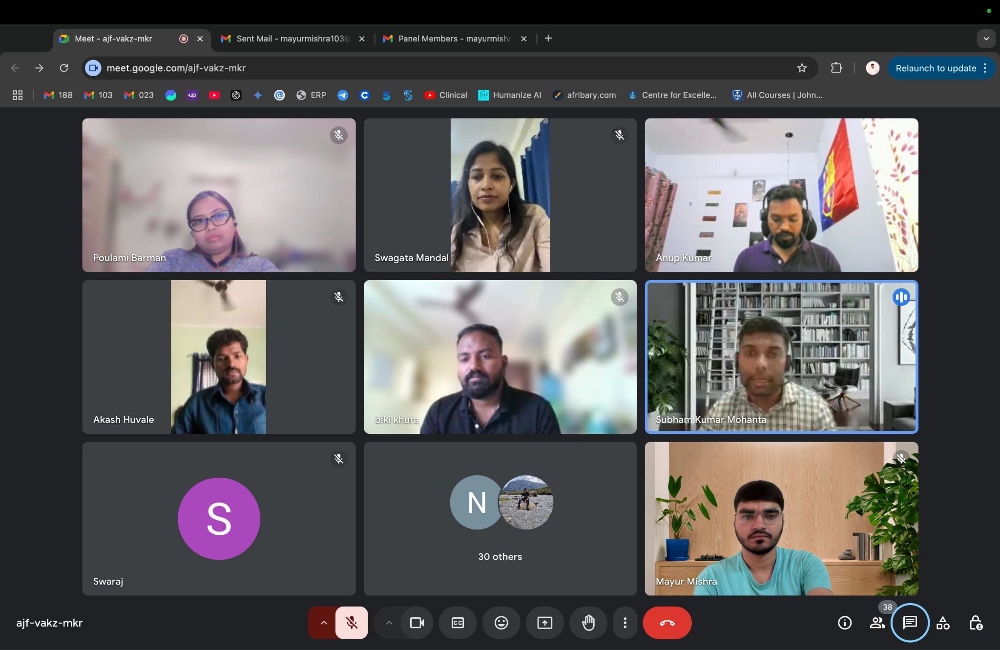 Meet - ajf-vakz-mkr
Sent Mail - mayurmishra103@
Panel Members - mayurmishr
meet.google.com/ajf-vakz-mkr
Relaunch to update
188
103
023
up
ERP
Clinical
Humanize AI
afribary.com
Centre for Excelle...
All Courses | John...
Poulami Barman
Swagata Mandal
Anup Kumar
Akash Huvale
biki khura
Subham Kumar Mohanta
S
Swaraj
N
30 others
Mayur Mishra
ajf-vakz-mkr
CC
38